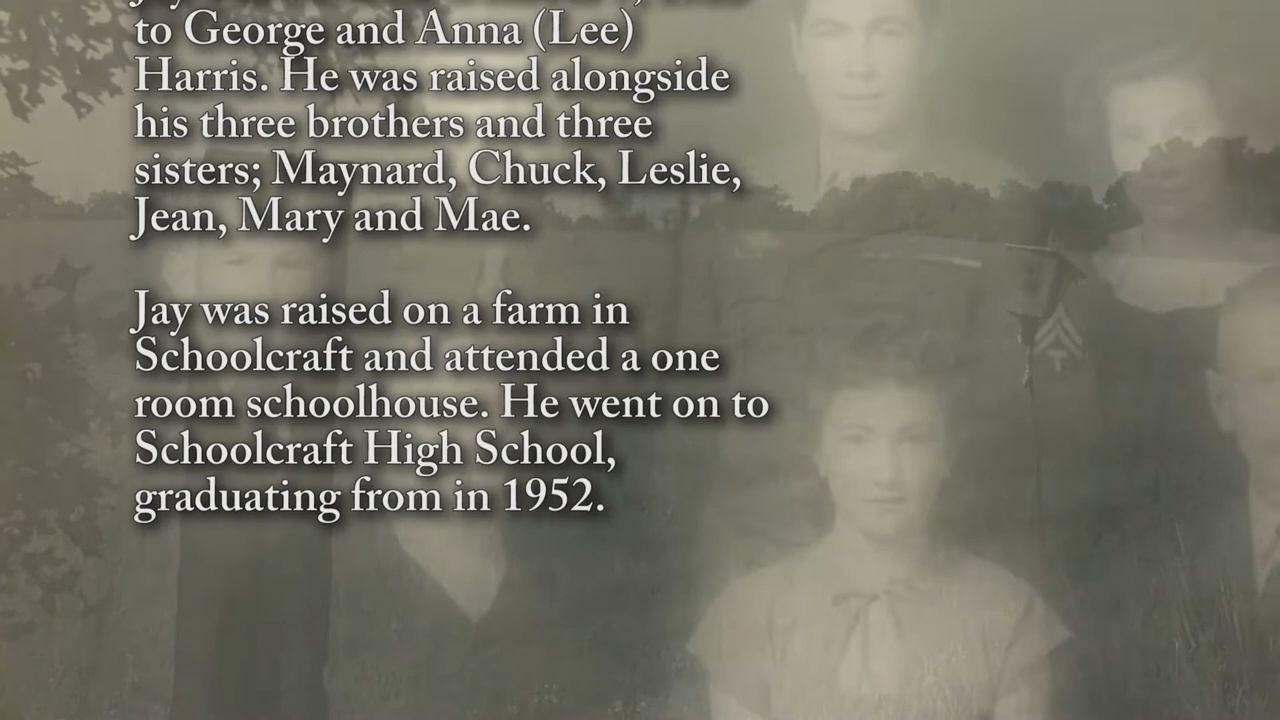 to George and Anna (Lee)
Harris. He was raised alongside
his three brothers and three
sisters; Maynard, Chuck, Leslie,
Jean, Mary and Mae.
Jay was raised on a farm in
Schoolcraft and attended a one
room schoolhouse. He went on to
Schoolcraft High School,
graduating from in 1952.